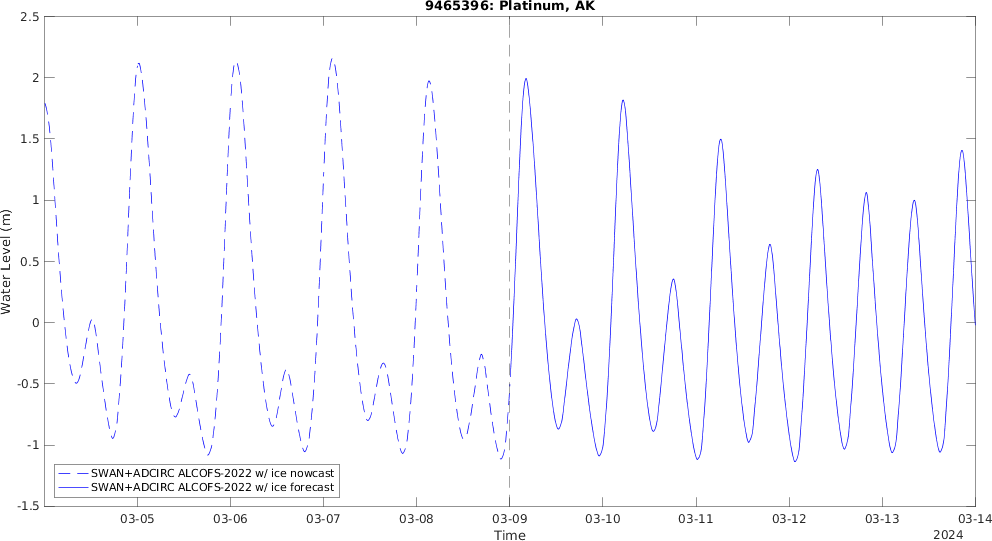 9465396: Platinum, AK
2.5
2
1.5
1
0.5
0
-0.5
-1
-1.5
Water Level (m)
SWAN+ADCIRC ALCOFS-2022 w/ ice nowcast
SWAN+ADCIRC ALCOFS-2022 w/ ice forecast
03-05 03-06 03-07 03-08 03-09 03-10 03-11 03-12 03-13 03-14
Time
2024